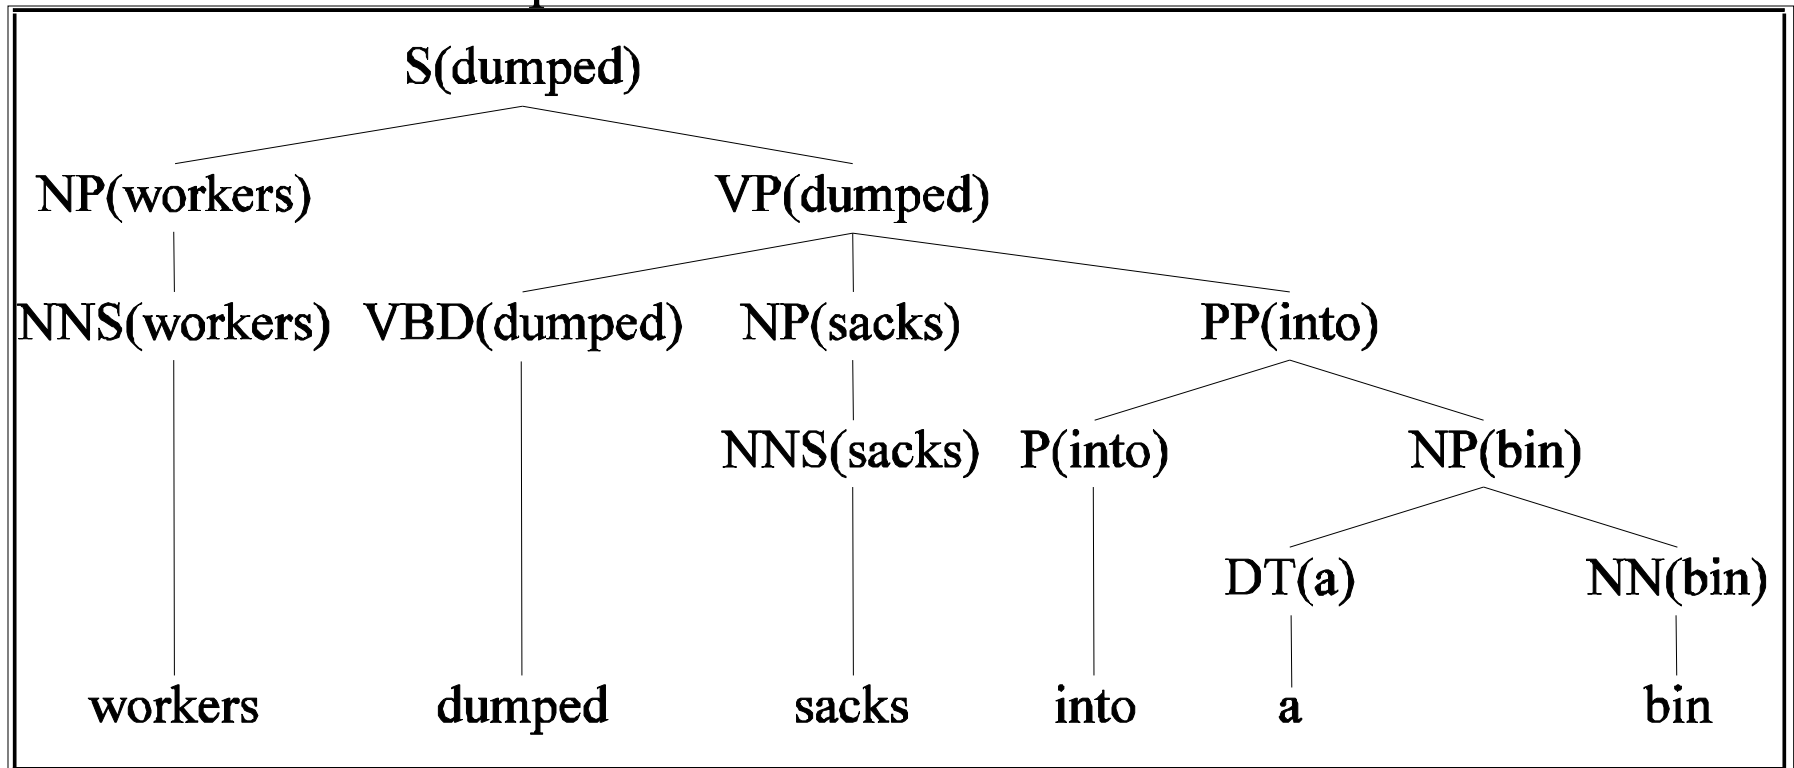 S(dumped)
NP(workers) VP(dumped)
NNS(workers) VBD(dumped) NP(sacks) PP(into)
NNS(sacks) P(into) NP(bin)
DT(a) NN(bin)
workers dumped sacks into a bin